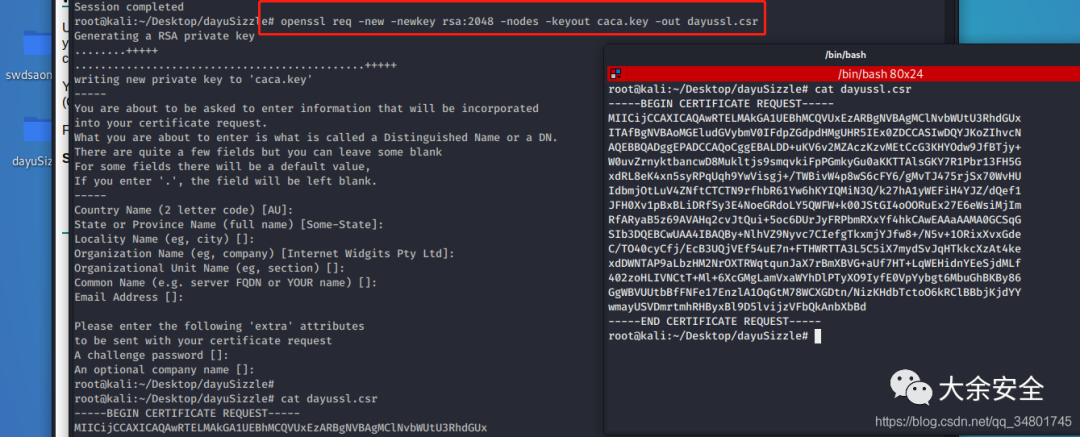 Session completed
root@kali:~/Desktop/dayuSizzle# openssl req -new -newkey rsa:2048 -nodes -keyout caca.key -out dayussl.csr
Generating a RSA private key
........+++++
...........................................+++++
writing new private key to 'caca.key'
-----
You are about to be asked to enter information that will be incorporated
into your certificate request.
What you are about to enter is what is called a Distinguished Name or a DN.
There are quite a few fields but you can leave some blank
For some fields there will be a default value,
If you enter '.', the field will be left blank.
-----
Country Name (2 letter code) [AU]:
State or Province Name (full name) [Some-State]:
Locality Name (eg, city) []:
Organization Name (eg, company) [Internet Widgits Pty Ltd]:
Organizational Unit Name (eg, section) []:
Common Name (e.g. server FQDN or YOUR name) []:
Email Address []:
Please enter the following 'extra' attributes
to be sent with your certificate request
A challenge password []:
An optional company name []:
root@kali:~/Desktop/dayuSizzle#
root@kali:~/Desktop/dayuSizzle# cat dayussl.csr
-----BEGIN CERTIFICATE REQUEST-----
MIICijCCAXICAQAwRTELMAkGA1UEBhMCQVUxEzARBgNVBAgMClNvbWUtU3RhdGUx
swdsaon
dayuSiz
/bin/bash
/bin/bash 80x24
root@kali:~/Desktop/dayuSizzle# cat dayussl.csr
-----BEGIN CERTIFICATE REQUEST-----
MIICijCCAXICAQAwRTELMAkGA1UEBhMCQVUxEzARBgNVBAgMClNvbWUtU3RhdGUx
ITAfBgNVBAoMGEludGVybmV0IFdpZGdpdHMgUHR5IEx0ZDCCASIwDQYJKoZIhvcN
AQEBBQADggEPADCCAQoCggEBALDD+uKV6v2MZAczKzvMEtCcG3KHYOdw9JfBTjy+
W0uvZrnyktbancwD8Mukltjs9smqvkiFpPGmkyGu0aKKTTAlsGKY7R1Pbr13FH5G
xdRL8eK4xn5syRPqUqh9YwVisgj+/TWBivW4p8wS6cFY6/gMvTJ475rjSx70WvHU
IdbmjOtLuV4ZNftCTCTN9rfhbR61Yw6hKYIQMiN3Q/k27hA1yWEFiH4YJZ/dQef1
JFH0Xv1pBxBLiDRfSy3E4NoeGRdoLY5QWFW+k00JStGI4oOORuEx27E6eWsiMjIm
RfARyaB5z69AVAHq2cvJtQui+5oc6DUrJyFRPbmRXxYf4hkCAwEAAaAAMA0GCSqG
SIb3DQEBCwUAA4IBAQBy+NlhVZ9Nyvc7CIefgTkxmjYJfw8+/N5v+1ORixXvxGde
C/TO40cyCfj/EcB3UQjVEf54uE7n+FTHWRTTA3L5C5iX7mydSvJqHTkkcXzAt4ke
xdDWNTAP9aLbzHM2NrOXTRWqtqunJaX7rBmXBVG+aUf7HT+LqWEHidnYEeSjdMLf
402zoHLIVNCtT+Ml+6XcGMgLamVxaWYhDlPTyXO9IyfE0VpYybgt6MbuGhBKBy86
GgWBVUUtbBfFNFe17EnzlA1OqGtM78WCXGDtn/NizKHdbTctoO6kRClBBbjKjdYY
wmayUSVDmrtmhRHByxBl9D5lvijzVFbQkAnbXbBd
-----END CERTIFICATE REQUEST-----
root@kali:~/Desktop/dayuSizzle#
大余安全
https://blog.csdn.net/qq_34801745